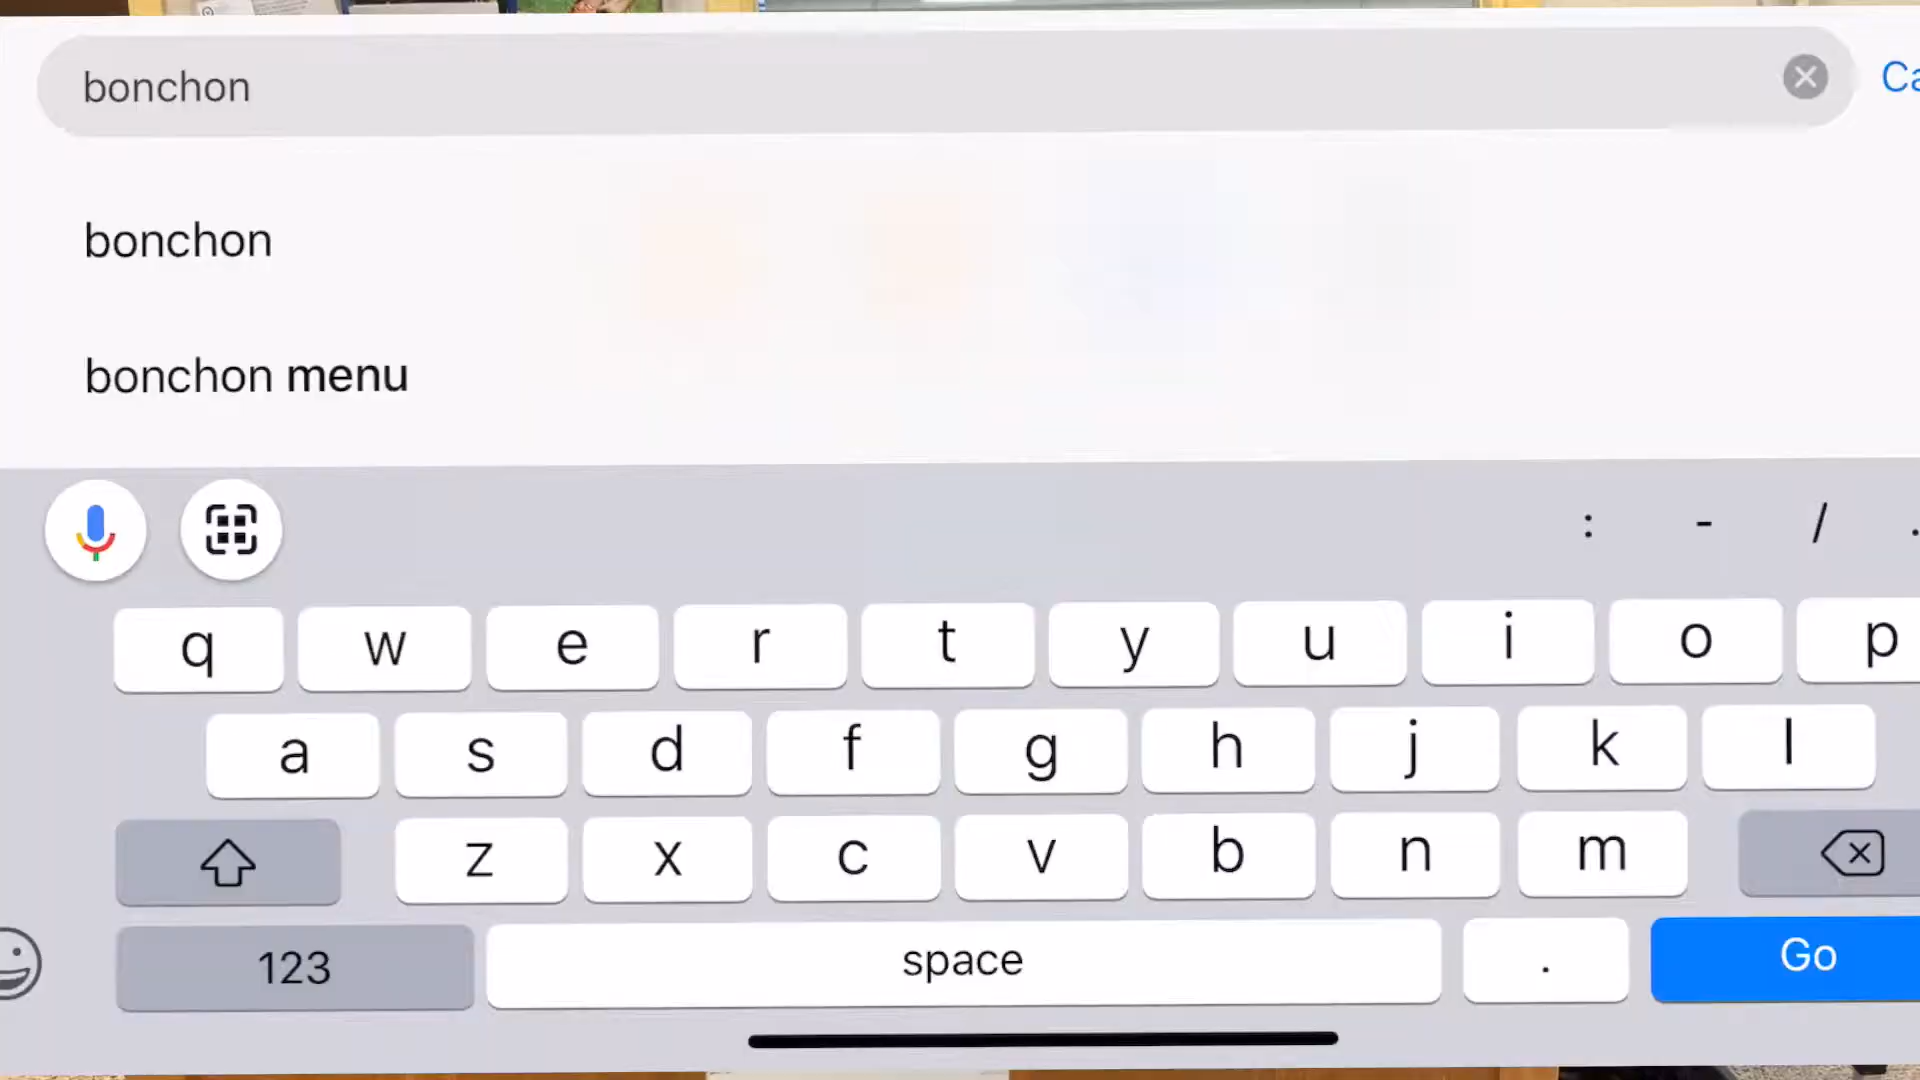 bonchon
Ca
bonchon
bonchon menu
: - / .
q w e r t y u i o p
a s d f g h j k l
z x c v b n m
123 space . Go